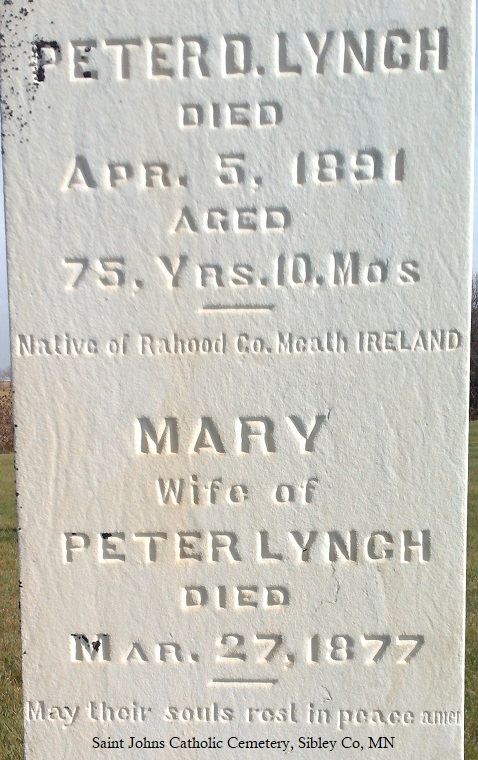 PETER D. LYNCH
DIED
APR. 5, 1891
AGED
75. YRS. 10. Mo's
Native of Rahood Co. Meath IRELAND
MARY
Wife of
PETER LYNCH
DIED
MAR. 27, 1877
May their souls rest in peace amen
Saint Johns Catholic Cemetery, Sibley Co, MN